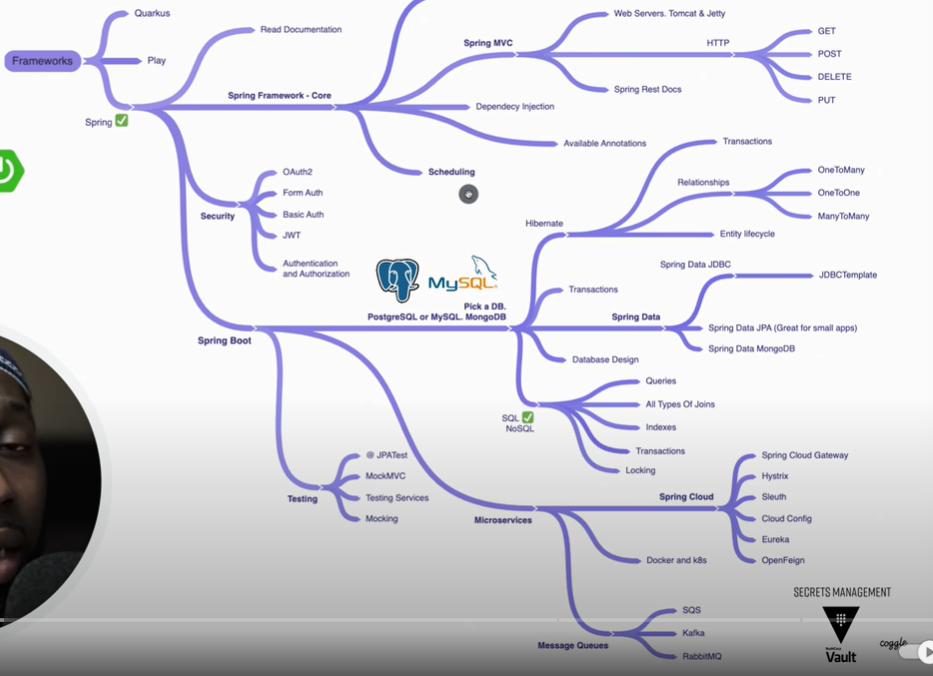 Quarkus
Frameworks
Play
Spring ✅
Read Documentation
Spring Framework - Core
Spring MVC
Web Servers. Tomcat & Jetty
HTTP
GET
POST
DELETE
PUT
Spring Rest Docs
Dependecy Injection
Available Annotations
Scheduling
Security
OAuth2
Form Auth
Basic Auth
JWT
Authentication
and Authorization
Spring Boot
MySQL
Pick a DB.
PostgreSQL or MySQL. MongoDB
Hibernate
Transactions
Relationships
OneToMany
OneToOne
ManyToMany
Entity lifecycle
Transactions
Spring Data
Spring Data JDBC
JDBCTemplate
Spring Data JPA (Great for small apps)
Spring Data MongoDB
Database Design
SQL ✅
NoSQL
Queries
All Types Of Joins
Indexes
Transactions
Locking
Testing
@ JPATest
MockMVC
Testing Services
Mocking
Microservices
Spring Cloud
Spring Cloud Gateway
Hystrix
Sleuth
Cloud Config
Eureka
OpenFeign
Docker and k8s
Message Queues
SQS
Kafka
RabbitMQ
SECRETS MANAGEMENT
HashiCorp
Vault
coggle